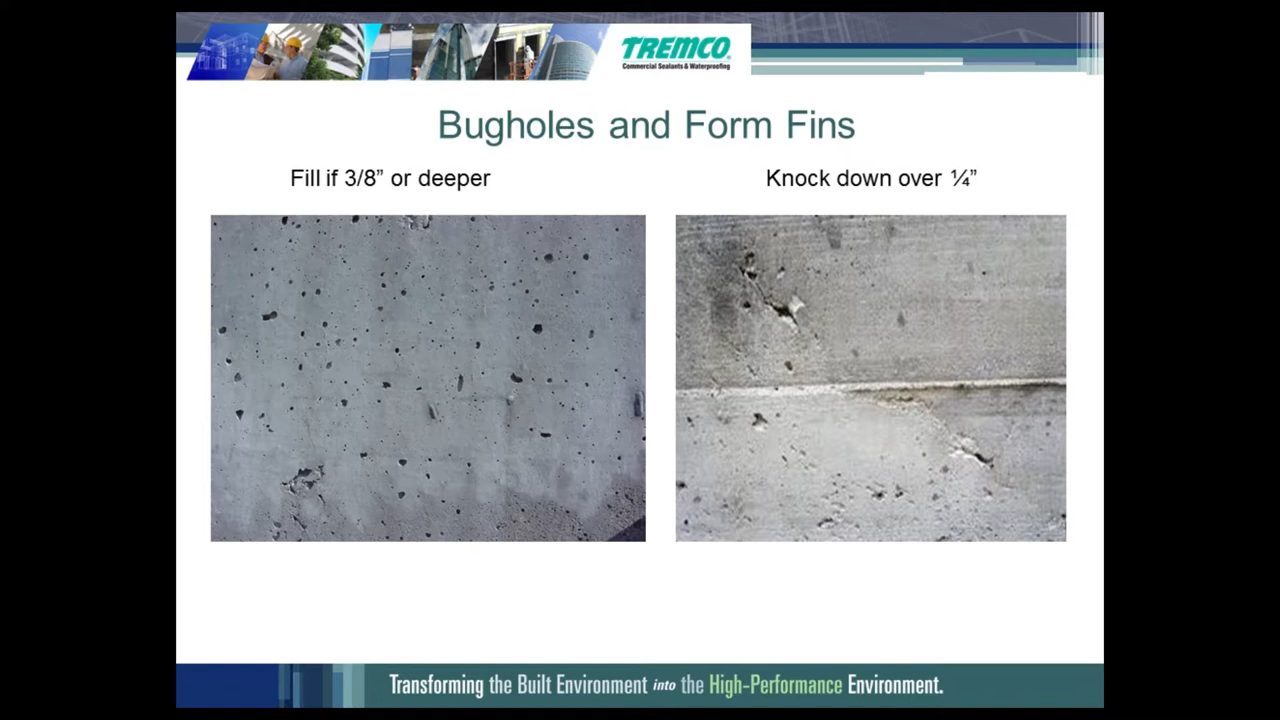 TREMCO
Commercial Sealants & Waterproofing
Bugholes and Form Fins
Fill if 3/8” or deeper
Knock down over ¼”
Transforming the Built Environment into the High-Performance Environment.